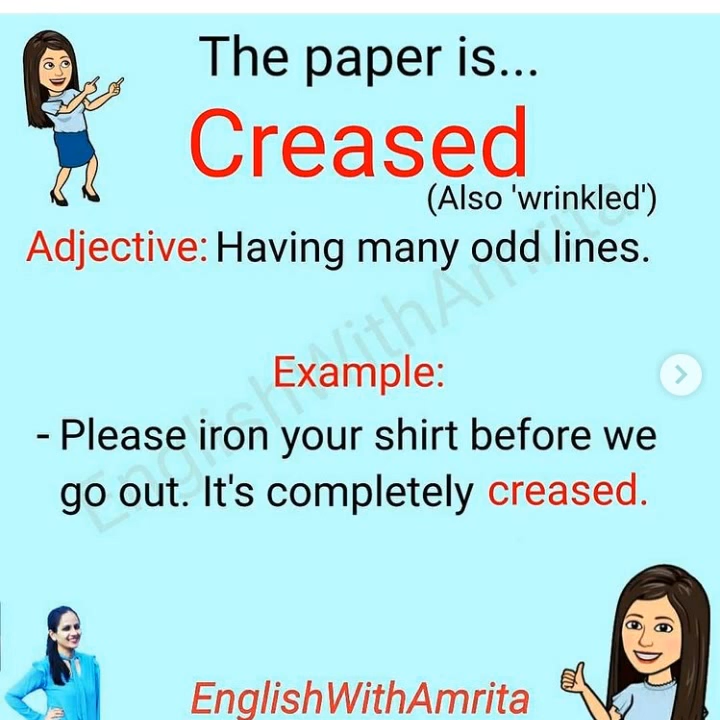 The paper is...
Creased
(Also 'wrinkled')
Adjective: Having many odd lines.
EnglishWithAmrita
Example:
- Please iron your shirt before we
go out. It's completely creased.
EnglishWithAmrita